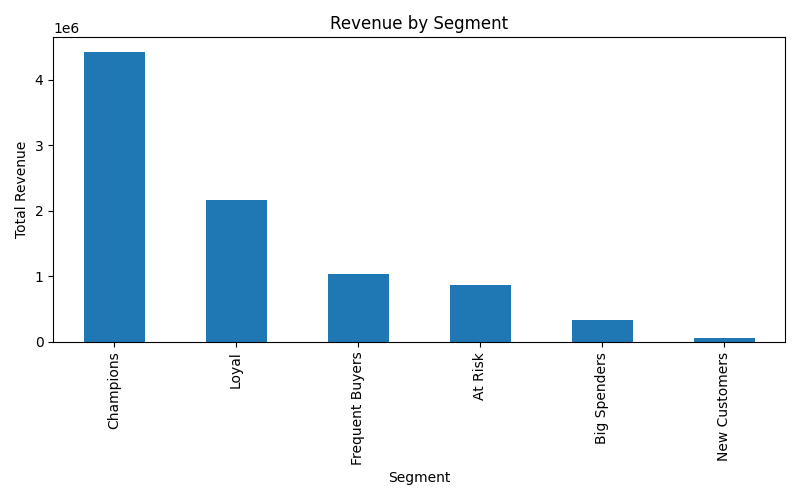 Revenue by Segment
1e6
4
3
2
1
0
Total Revenue
Champions
Loyal
Frequent Buyers
At Risk
Big Spenders
New Customers
Segment